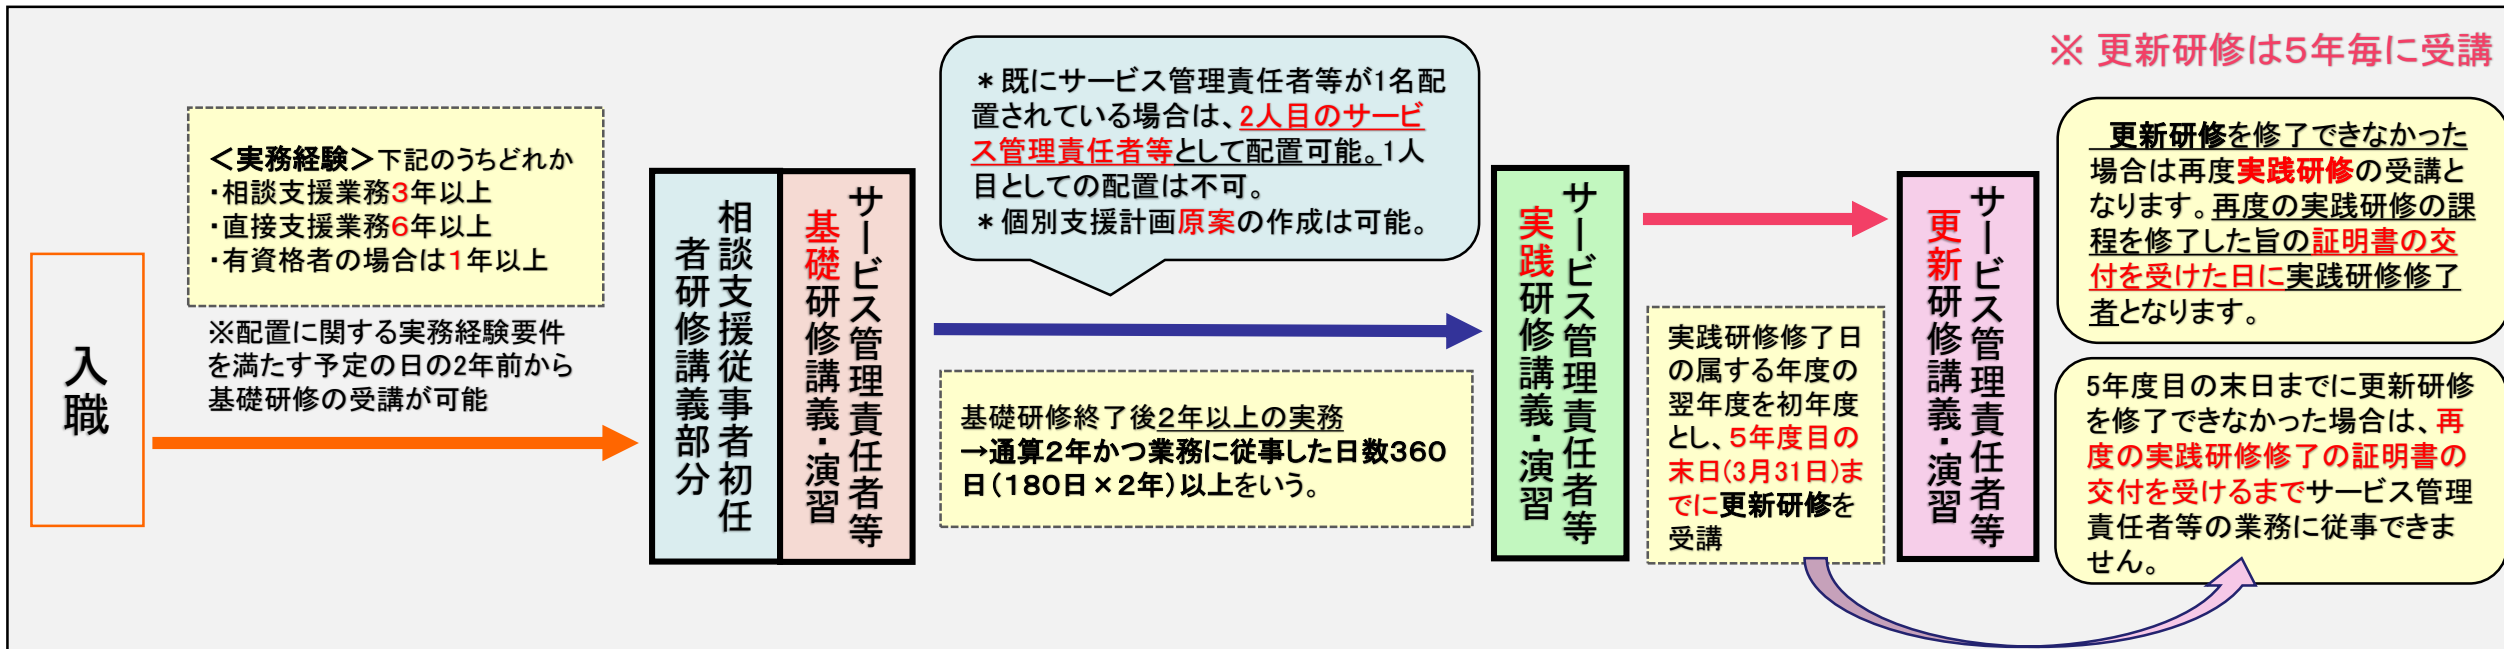 ※ 更新研修は5年毎に受講
入職
＜実務経験＞下記のうちどれか
・相談支援業務3年以上
・直接支援業務6年以上
・有資格者の場合は1年以上
※配置に関する実務経験要件
を満たす予定の日の2年前から
基礎研修の受講が可能
相談支援従事者初任
者研修講義部分
サービス管理責任者等
基礎研修講義・演習
＊既にサービス管理責任者等が1名配
置されている場合は、2人目のサービ
ス管理責任者等として配置可能。1人
目としての配置は不可。
＊個別支援計画原案の作成は可能。
基礎研修終了後２年以上の実務
→通算２年かつ業務に従事した日数３６０
日（１８０日×２年）以上をいう。
サービス管理責任者等
実践研修講義・演習
実践研修修了日
の属する年度の
翌年度を初年度
とし、５年度目の
末日(3月31日)ま
でに更新研修を
受講
サービス管理責任者等
更新研修講義・演習
更新研修を修了できなかった
場合は再度実践研修の受講と
なります。再度の実践研修の課
程を修了した旨の証明書の交
付を受けた日に実践研修修了
者となります。
5年度目の末日までに更新研修
を修了できなかった場合は、再
度の実践研修修了の証明書の
交付を受けるまでサービス管理
責任者等の業務に従事できま
せん。